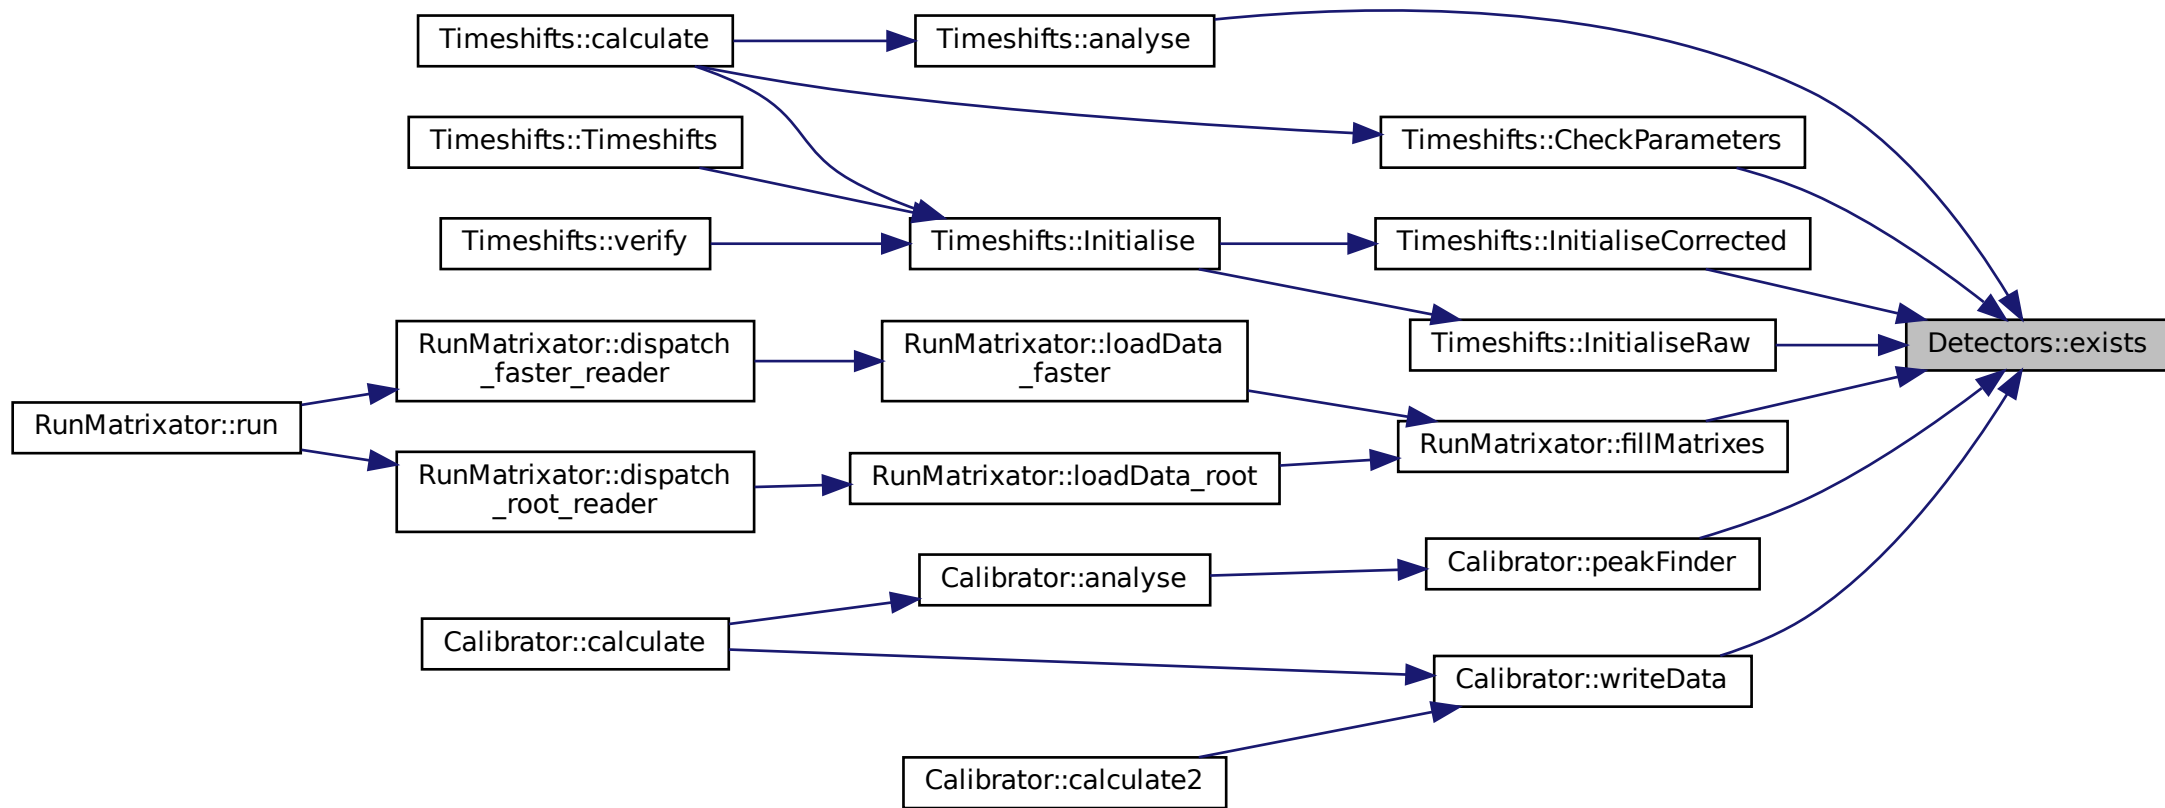 Timeshifts::calculate
Timeshifts::analyse
Timeshifts::Timeshifts
Timeshifts::CheckParameters
Timeshifts::verify
Timeshifts::Initialise
Timeshifts::InitialiseCorrected
Timeshifts::InitialiseRaw
Detectors::exists
RunMatrixator::dispatch
_faster_reader
RunMatrixator::loadData
_faster
RunMatrixator::run
RunMatrixator::fillMatrixes
RunMatrixator::dispatch
_root_reader
RunMatrixator::loadData_root
Calibrator::analyse
Calibrator::peakFinder
Calibrator::calculate
Calibrator::writeData
Calibrator::calculate2